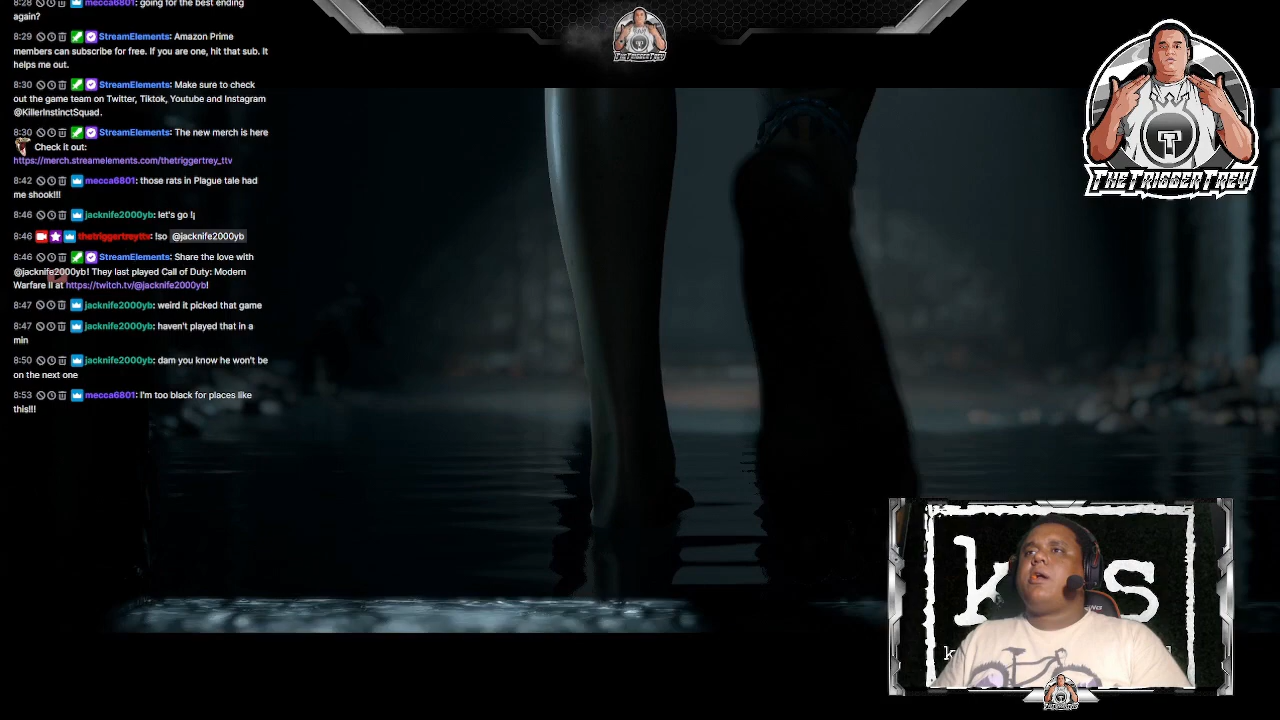 8:28 mecca6801: going for the best ending
again?
8:29 StreamElements: Amazon Prime
members can subscribe for free. If you are one, hit that sub. It
helps me out.
8:30 StreamElements: Make sure to check
out the game team on Twitter, Tiktok, Youtube and Instagram
@KillerInstinctSquad.
8:30 StreamElements: The new merch is here
Check it out:
https://merch.streamelements.com/thetriggertrey_ttv
8:42 mecca6801: those rats in Plague tale had
me shook!!!
8:46 jacknife2000yb: let's go !¡
8:46 thetriggertreyttv: !so @jacknife2000yb
8:46 StreamElements: Share the love with
@jacknife2000yb! They last played Call of Duty: Modern
Warfare II at https://twitch.tv/@jacknife2000yb!
8:47 jacknife2000yb: weird it picked that game
8:47 jacknife2000yb: haven't played that in a
min
8:50 jacknife2000yb: dam you know he won't be
on the next one
8:53 mecca6801: I'm too black for places like
this!!!
THETRIGGERTREY
T
THETRIGGERTREY
k s
k